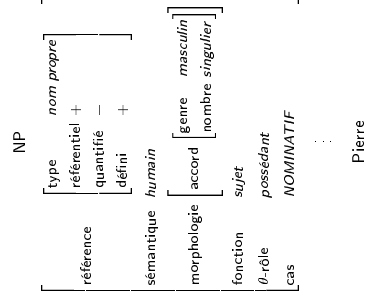 NP
référence type nom propre
référentiel +
quantifié −
défini +
sémantique humain
morphologie accord genre masculin
nombre singulier
fonction sujet
θ-rôle possédant
cas NOMINATIF
...
Pierre